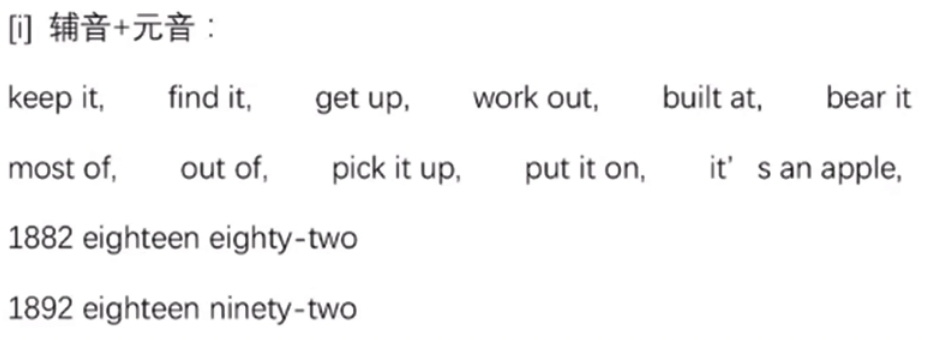 [i] 辅音+元音：
keep it, find it, get up, work out, built at, bear it
most of, out of, pick it up, put it on, it’s an apple,
1882 eighteen eighty-two
1892 eighteen ninety-two